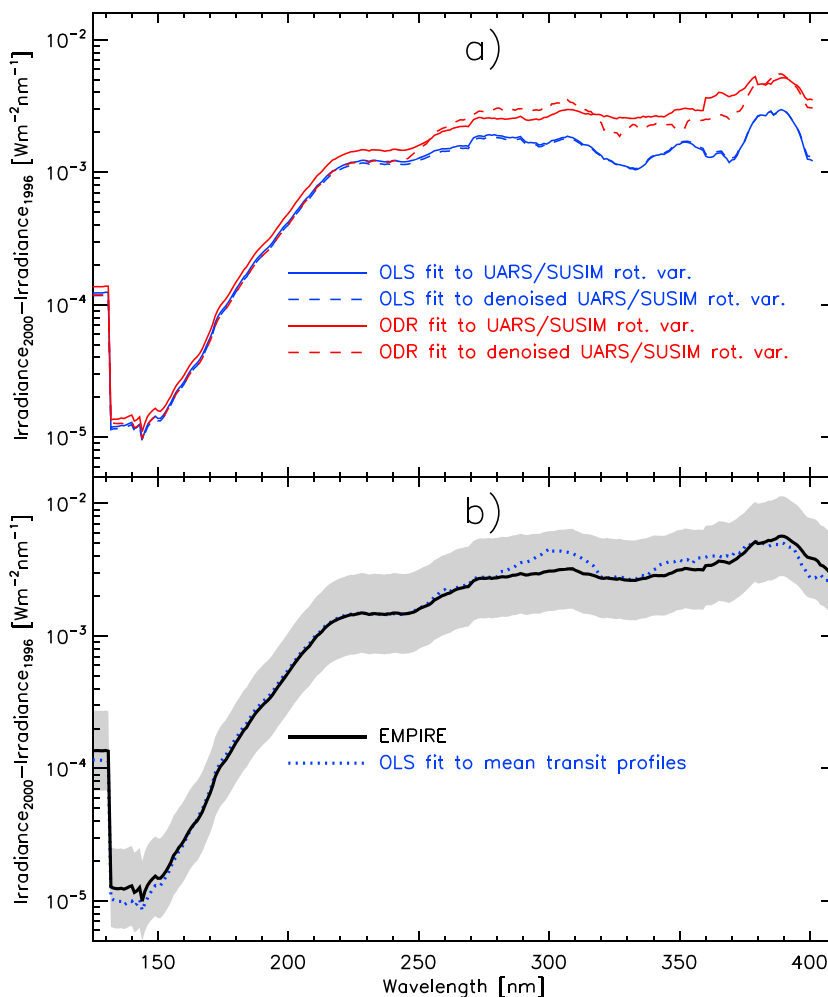 a)
10⁻²
10⁻³
10⁻⁴
10⁻⁵
Irradiance₂₀₀₀−Irradiance₁₉₉₆ [Wm⁻²nm⁻¹]
OLS fit to UARS/SUSIM rot. var.
OLS fit to denoised UARS/SUSIM rot. var.
ODR fit to UARS/SUSIM rot. var.
ODR fit to denoised UARS/SUSIM rot. var.
b)
10⁻²
10⁻³
10⁻⁴
10⁻⁵
Irradiance₂₀₀₀−Irradiance₁₉₉₆ [Wm⁻²nm⁻¹]
EMPIRE
OLS fit to mean transit profiles
150 200 250 300 350 400
Wavelength [nm]